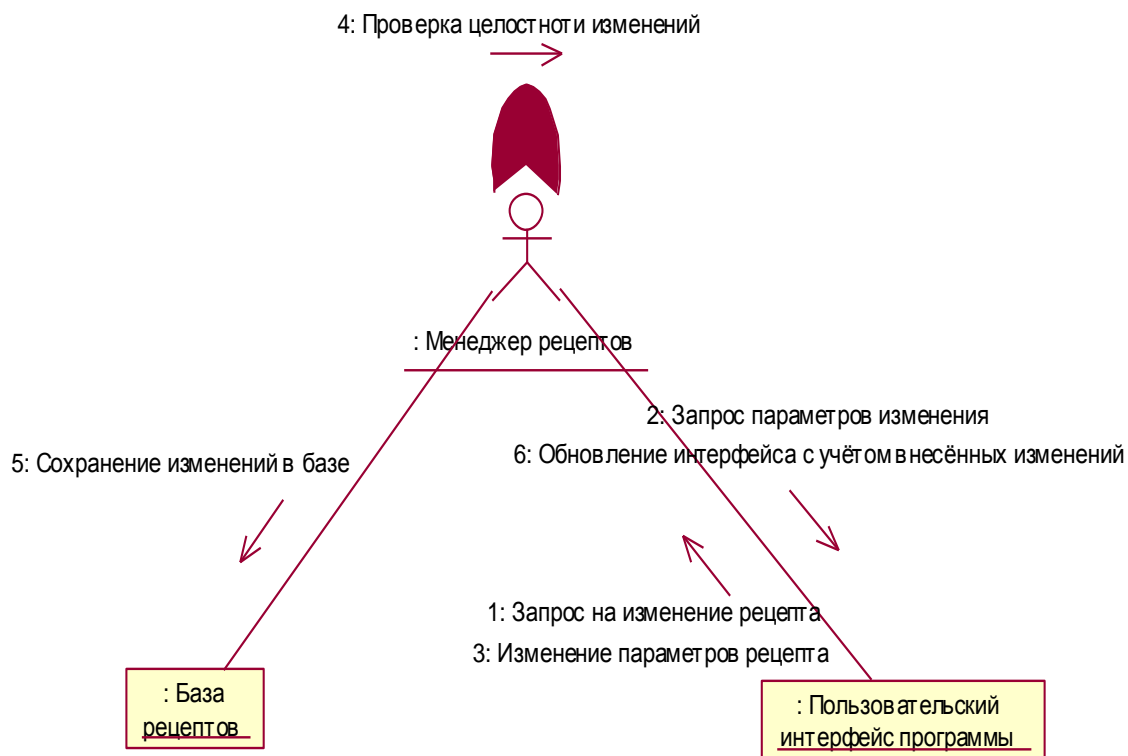 4: Проверка целостноти изменений
: Менеджер рецептов
2: Запрос параметров изменения
5: Сохранение изменений в базе
6: Обновление интерфейса с учётом внесённых изменений
1: Запрос на изменение рецепта
3: Изменение параметров рецепта
: База
рецептов
: Пользовательский
интерфейс программы